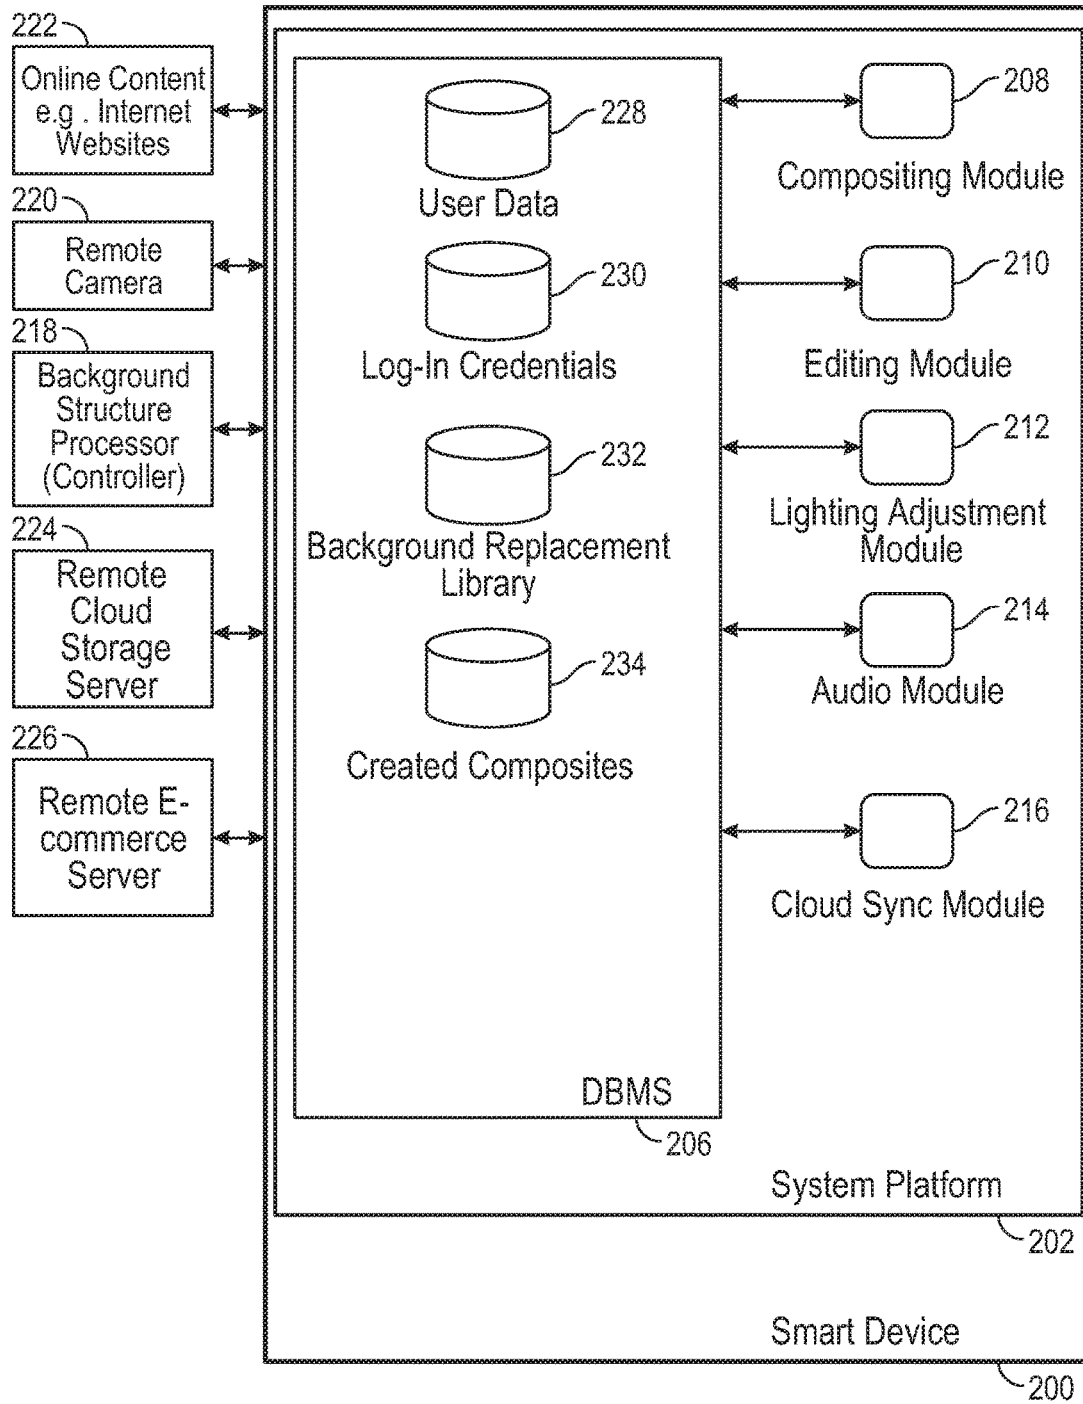 222
Online Content
e.g . Internet
Websites
220
Remote
Camera
218
Background
Structure
Processor
(Controller)
224
Remote
Cloud
Storage
Server
226
Remote E-
commerce
Server
228
User Data
230
Log-In Credentials
232
Background Replacement
Library
234
Created Composites
DBMS
206
208
Compositing Module
210
Editing Module
212
Lighting Adjustment
Module
214
Audio Module
216
Cloud Sync Module
System Platform
202
Smart Device
200